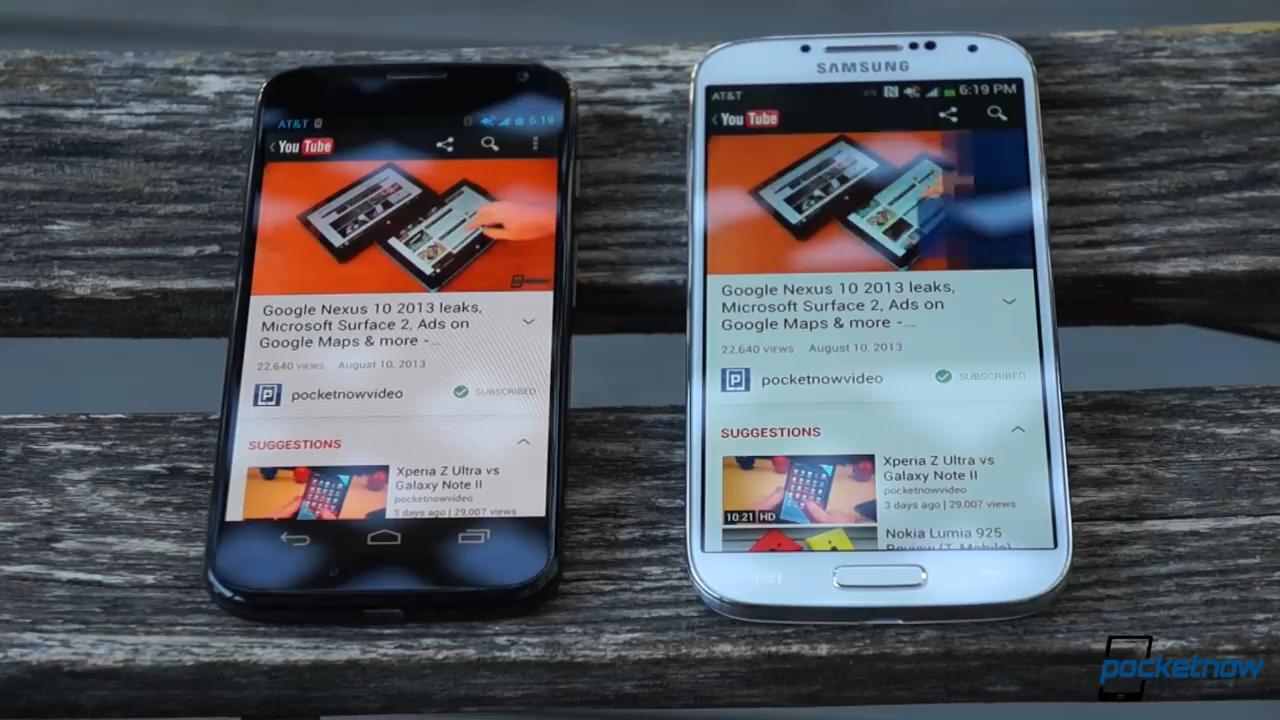 AT&T
6:19
YouTube
Google Nexus 10 2013 leaks,
Microsoft Surface 2, Ads on
Google Maps & more -...
22,640 VIEWS August 10, 2013
pocketnowvideo
SUBSCRIBED
SUGGESTIONS
Xperia Z Ultra vs
Galaxy Note II
pocketnowvideo
3 days ago | 29,007 views
SAMSUNG
AT&T
6:19 PM
YouTube
Google Nexus 10 2013 leaks,
Microsoft Surface 2, Ads on
Google Maps & more -...
22,640 VIEWS August 10, 2013
pocketnowvideo
SUBSCRIBED
SUGGESTIONS
10:21 HD
Xperia Z Ultra vs
Galaxy Note II
pocketnowvideo
3 days ago | 29,007 views
Nokia Lumia 925
Review (T-Mobile)
pocketnow